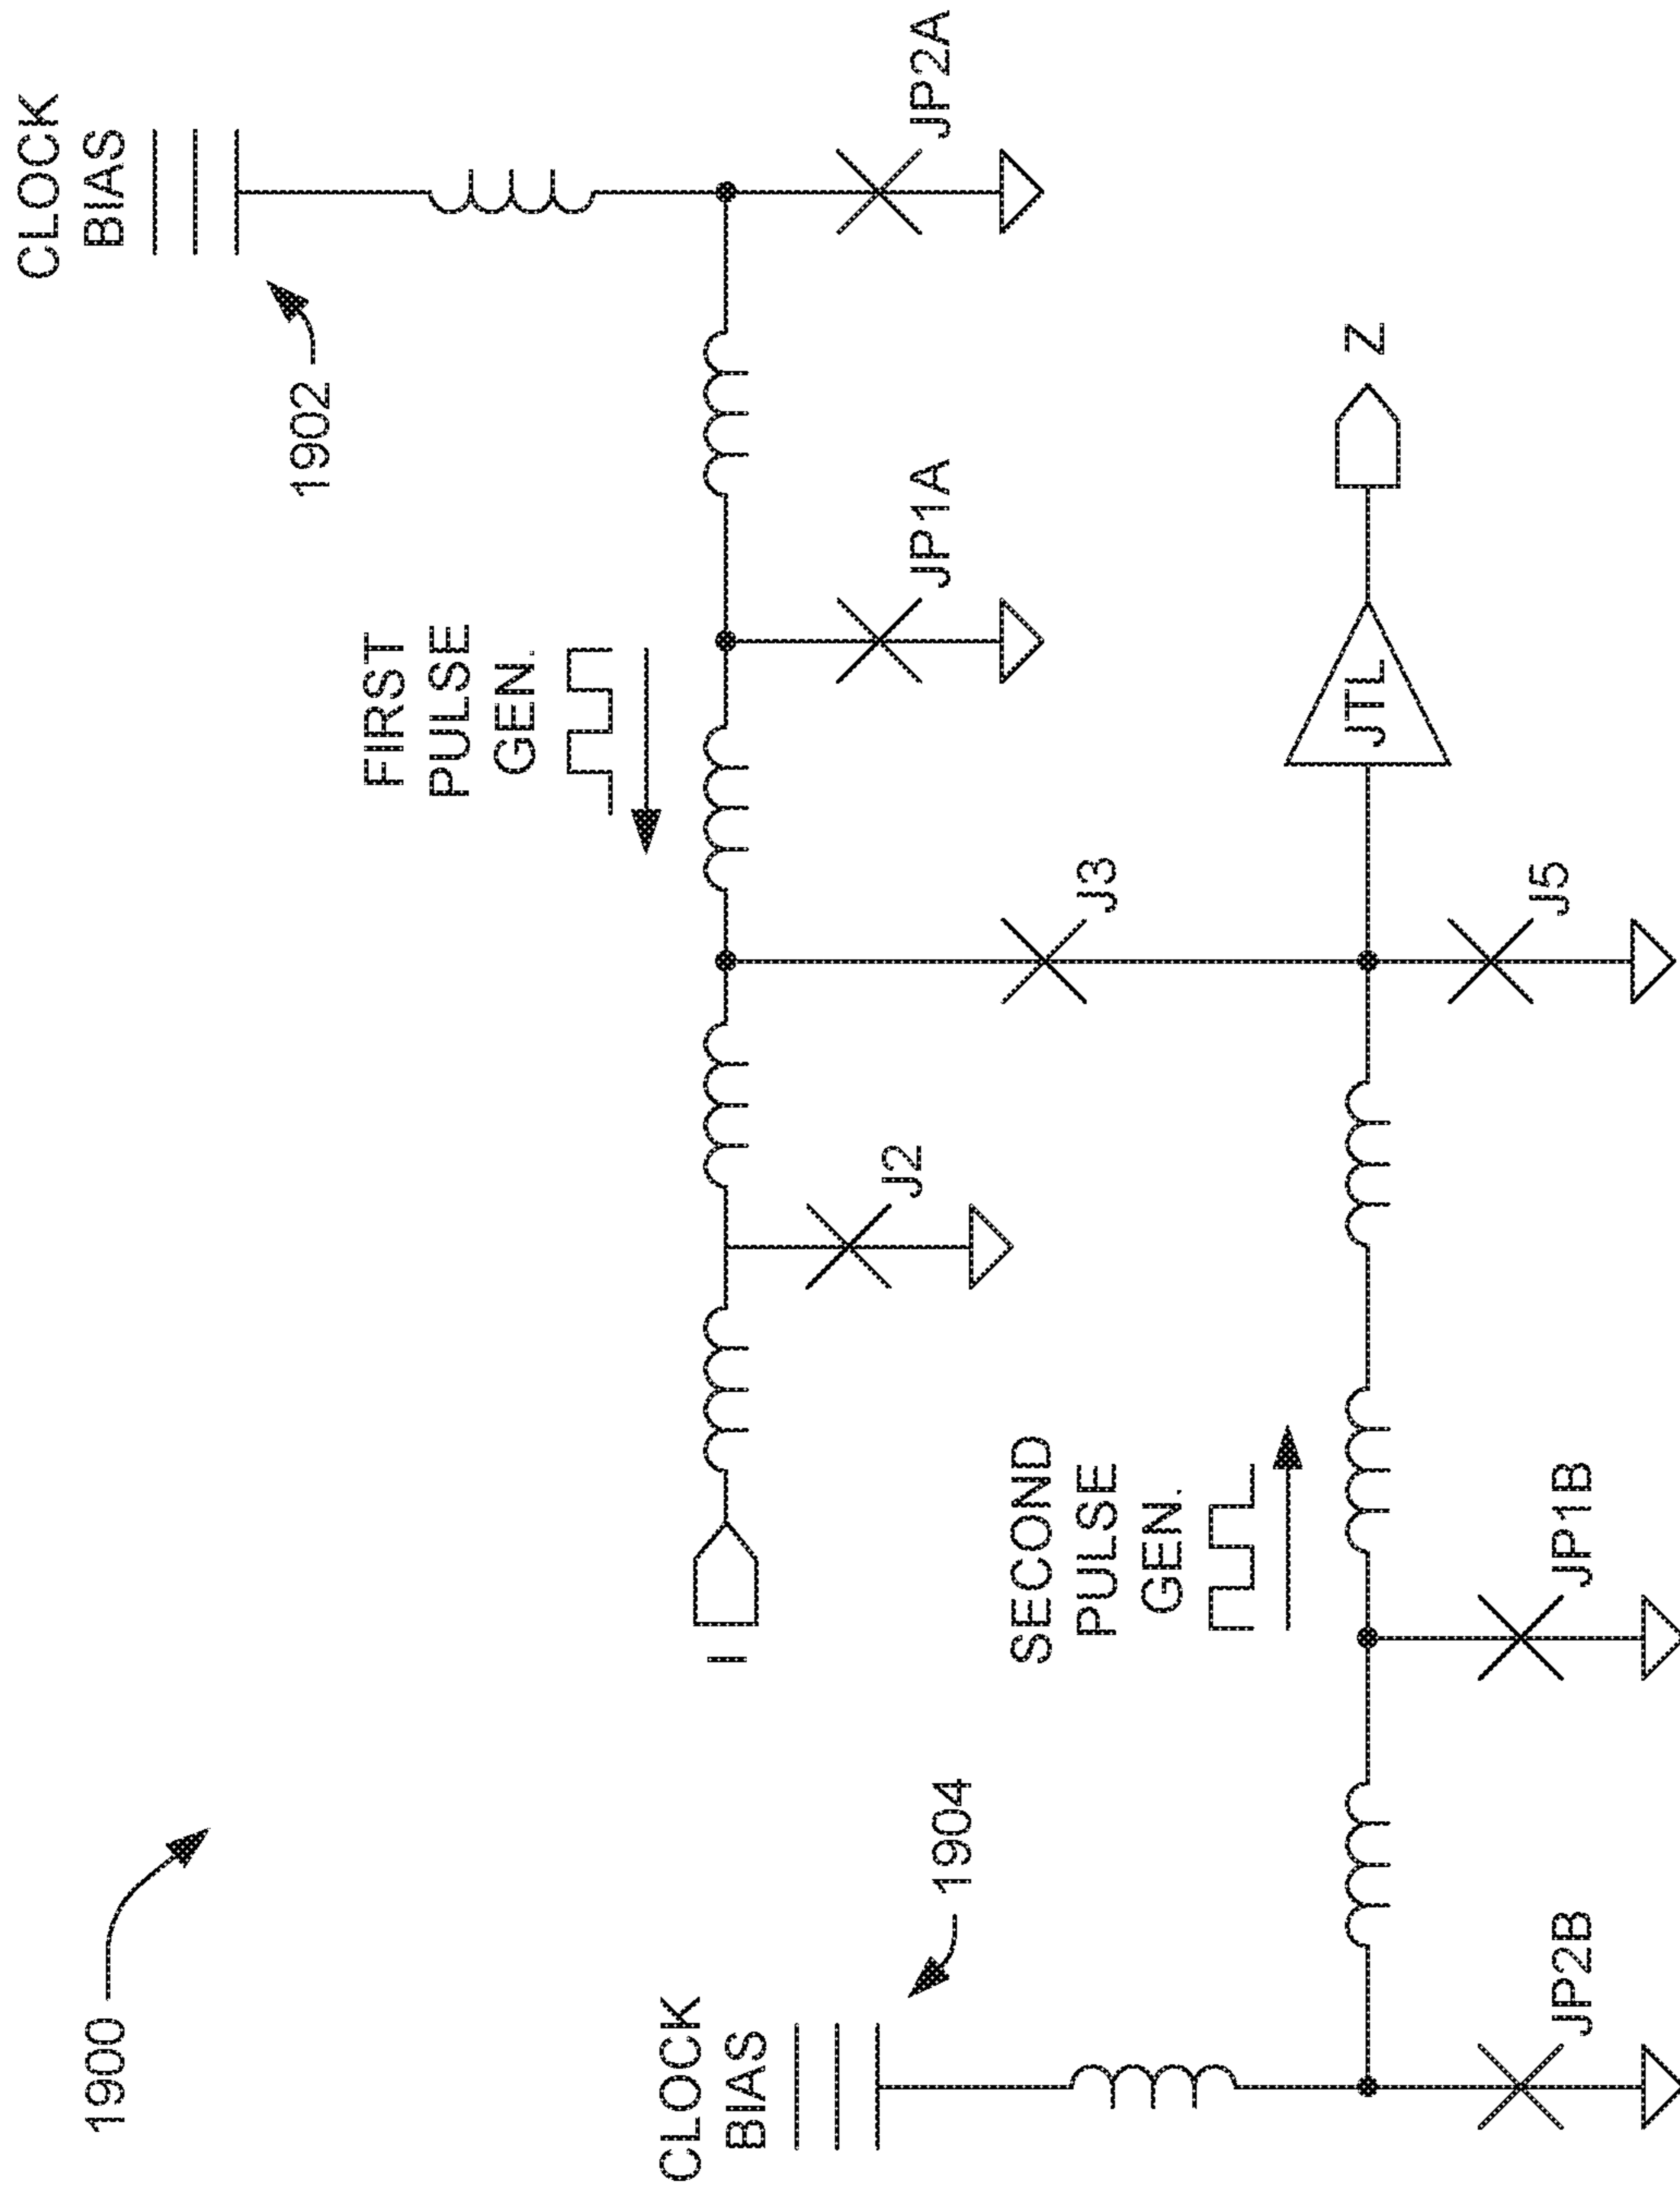 1900
CLOCK
BIAS
1902
FIRST
PULSE
GEN.
JP2A
JP1A
I
J2
J3
CLOCK
BIAS
1904
SECOND
PULSE
GEN.
JTL
Z
JP2B
JP1B
J5